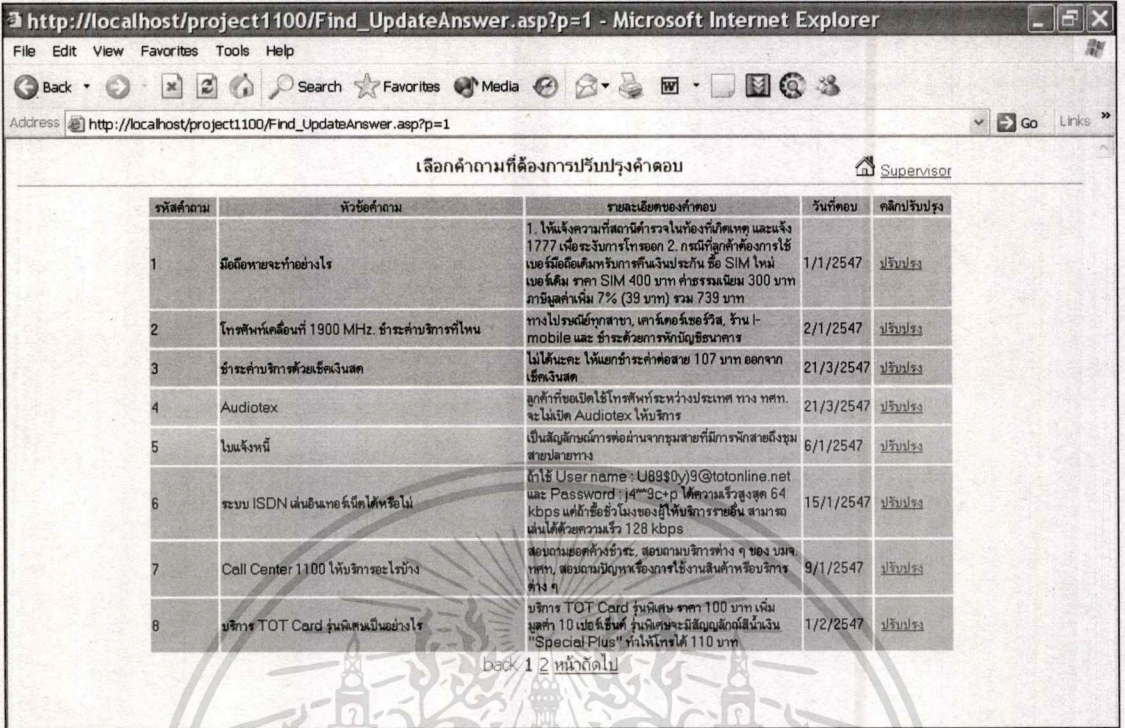 http://localhost/project1100/Find_UpdateAnswer.asp?p=1 - Microsoft Internet Explorer
File Edit View Favorites Tools Help
Back Search Favorites Media
Address http://localhost/project1100/Find_UpdateAnswer.asp?p=1 Go Links »
เลือกคำถามที่ต้องการปรับปรุงคำตอบ Supervisor
รหัสคำถาม หัวข้อคำถาม รายละเอียดของคำตอบ วันที่ตอบ คลิกปรับปรุง
1 มือถือหายจะทำอย่างไร
1. ให้แจ้งความที่สถานีตำรวจในท้องที่เกิดเหตุ และแจ้ง
1777 เพื่อระงับการโทรออก 2. กรณีที่ลูกค้าต้องการใช้
เบอร์มือถือเดิมหรับการคืนเงินประกัน ซื้อ SIM ใหม่
เบอร์เดิม ราคา SIM 400 บาท ค่าธรรมเนียม 300 บาท
ภาษีมูลค่าเพิ่ม 7% (39 บาท) รวม 739 บาท
1/1/2547 ปรับปรุง
2 โทรศัพท์เคลื่อนที่ 1900 MHz. ชำระค่าบริการที่ไหน
ทางไปรษณีย์ทุกสาขา, เคาร์เตอร์เซอร์วิส, ร้าน I-
mobile และ ชำระด้วยการหักบัญชีธนาคาร
2/1/2547 ปรับปรุง
3 ชำระค่าบริการด้วยเช็คเงินสด
ไม่ได้นะคะ ให้แยกชำระค่าต่อสาย 107 บาท ออกจาก
เช็คเงินสด
21/3/2547 ปรับปรุง
4 Audiotex
ลูกค้าที่ขอเปิดใช้โทรศัพท์ระหว่างประเทศ ทาง ทศท.
จะไม่เปิด Audiotex ให้บริการ
21/3/2547 ปรับปรุง
5 ใบแจ้งหนี้
เป็นสัญลักษณ์การต่อผ่านจากชุมสายที่มีการพักสายถึงชุม
สายปลายทาง
6/1/2547 ปรับปรุง
6 ระบบ ISDN เล่นอินเทอร์เน็ตได้หรือไม่
ถ้าใช้ User name : U89$0y)9@totonline.net
และ Password : j4"~9c+p ได้ความเร็วสูงสุด 64
kbps แต่ถ้าซื้อชั่วโมงของผู้ให้บริการรายอื่น สามารถ
เล่นได้ด้วยความเร็ว 128 kbps
15/1/2547 ปรับปรุง
7 Call Center 1100 ให้บริการอะไรบ้าง
สอบถามยอดค้างชำระ, สอบถามบริการต่าง ๆ ของ บมจ.
ทศท, สอบถามปัญหาเรื่องการใช้งานสินค้าหรือบริการ
ต่าง ๆ
9/1/2547 ปรับปรุง
8 บริการ TOT Card รุ่นพิเศษเป็นอย่างไร
บริการ TOT Card รุ่นพิเศษ ราคา 100 บาท เพิ่ม
มูลค่า 10 เปอร์เซ็นต์ รุ่นพิเศษจะมีสัญญลักณ์สีน้ำเงิน
"Special Plus" ทำให้โทรได้ 110 บาท
1/2/2547 ปรับปรุง
back 1 2 หน้าถัดไป